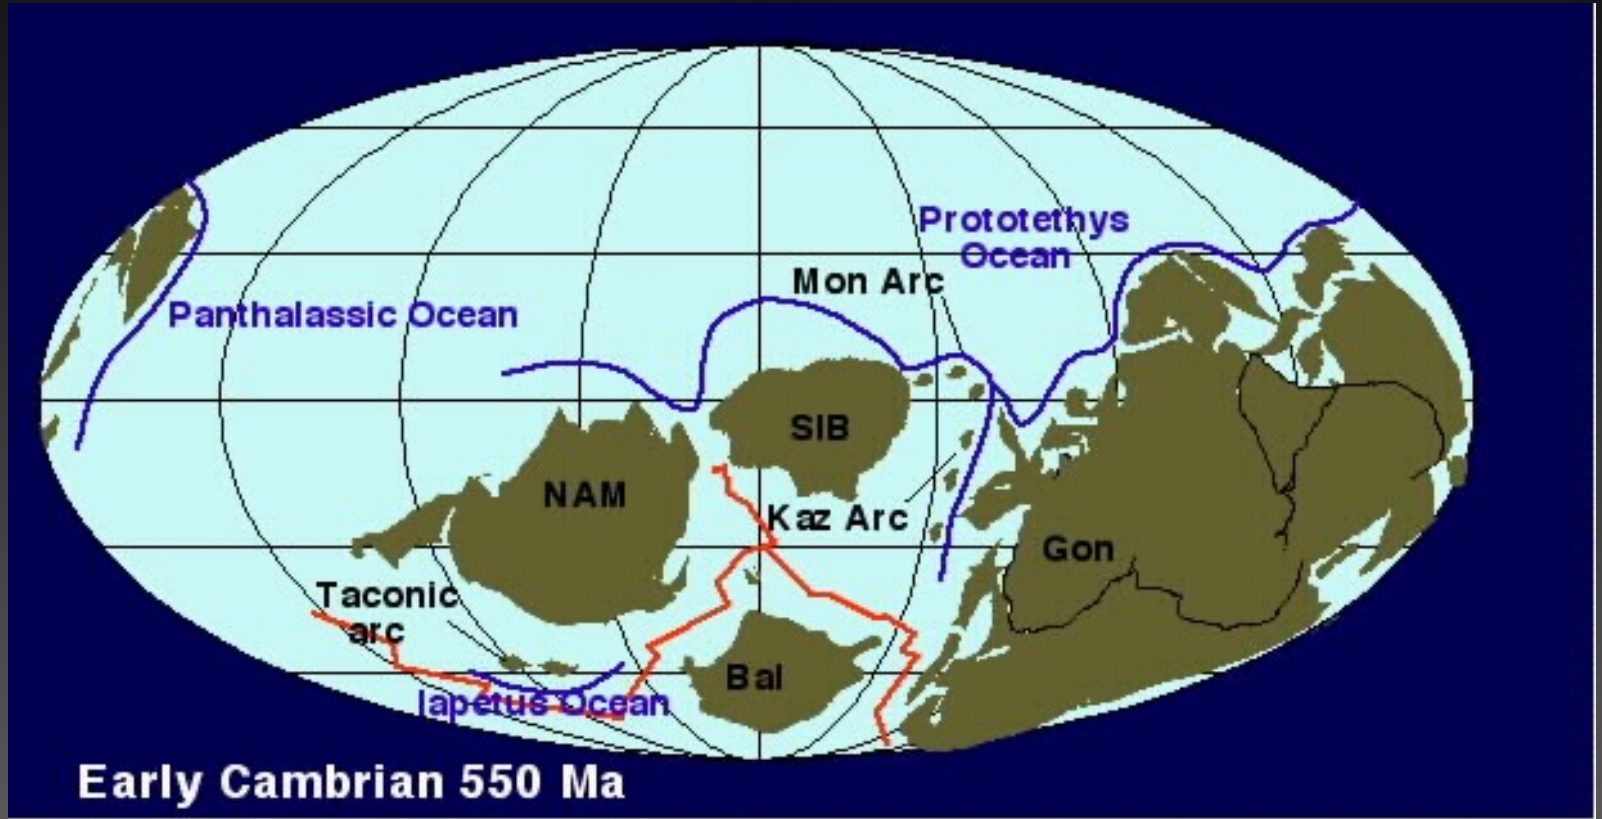 Prototethys
Ocean
Mon Arc
Panthalassic Ocean
SIB
NAM
Kaz Arc
Gon
Taconic
arc
Bal
Iapetus Ocean
Early Cambrian 550 Ma